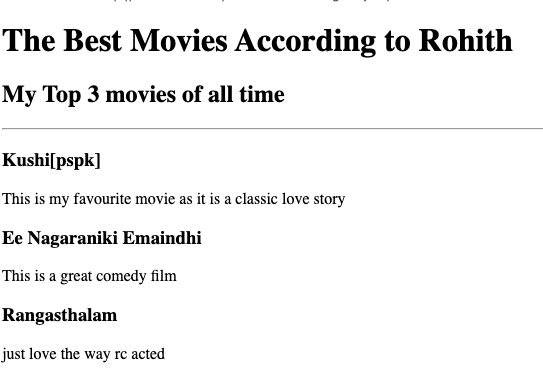 The Best Movies According to Rohith
My Top 3 movies of all time
Kushi[pspk]
This is my favourite movie as it is a classic love story
Ee Nagaraniki Emaindhi
This is a great comedy film
Rangasthalam
just love the way rc acted